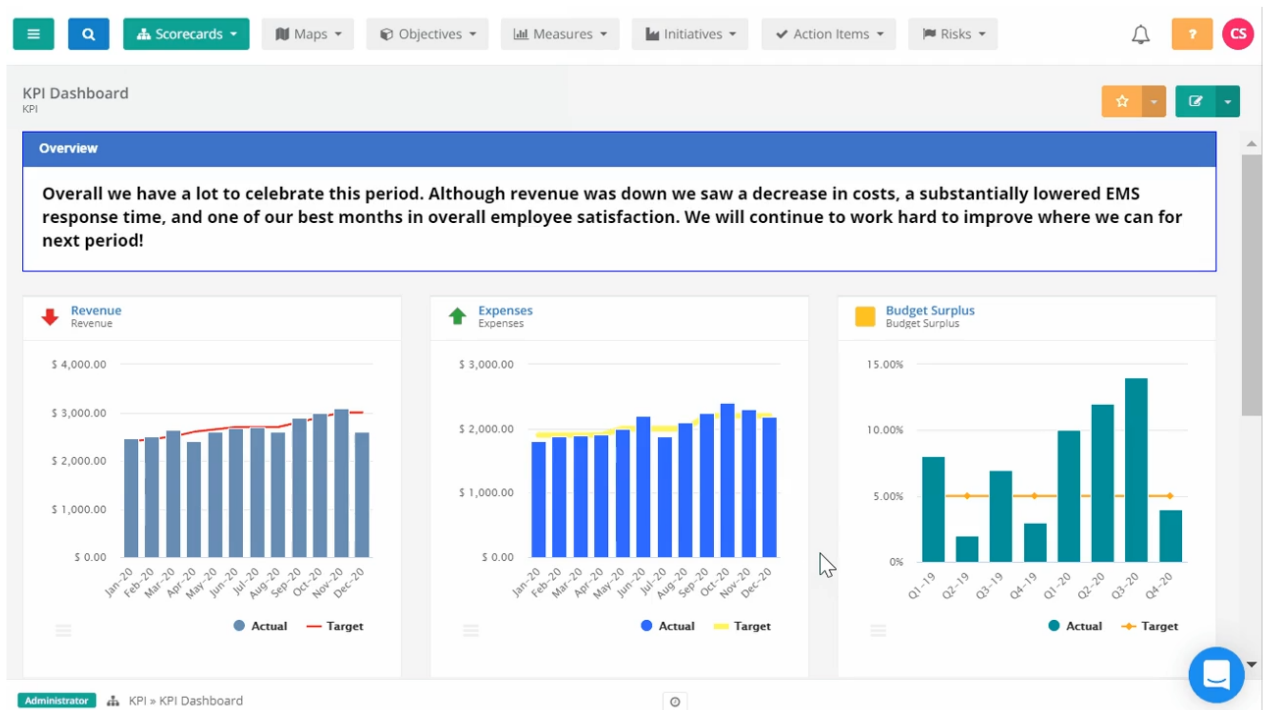 Scorecards Maps Objectives Measures Initiatives Action Items Risks ? CS
KPI Dashboard
KPI
Overview
Overall we have a lot to celebrate this period. Although revenue was down we saw a decrease in costs, a substantially lowered EMS
response time, and one of our best months in overall employee satisfaction. We will continue to work hard to improve where we can for
next period!
Revenue
Revenue
$ 4,000.00
$ 3,000.00
$ 2,000.00
$ 1,000.00
$ 0.00
Jan-20 Feb-20 Mar-20 Apr-20 May-20 Jun-20 Jul-20 Aug-20 Sep-20 Oct-20 Nov-20 Dec-20
Actual Target
Expenses
Expenses
$ 3,000.00
$ 2,000.00
$ 1,000.00
$ 0.00
Jan-20 Feb-20 Mar-20 Apr-20 May-20 Jun-20 Jul-20 Aug-20 Sep-20 Oct-20 Nov-20 Dec-20
Actual Target
Budget Surplus
Budget Surplus
15.00%
10.00%
5.00%
0%
Q1-19 Q2-19 Q3-19 Q4-19 Q1-20 Q2-20 Q3-20 Q4-20
Actual Target
Administrator KPI » KPI Dashboard